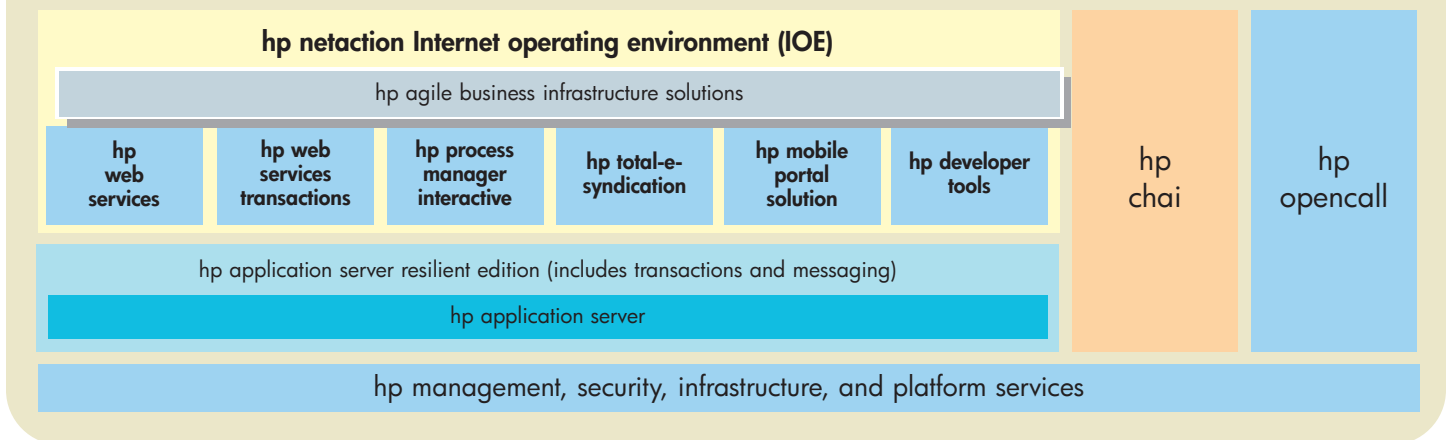 hp netaction Internet operating environment (IOE)
hp agile business infrastructure solutions
hp
web
services
hp web
services
transactions
hp process
manager
interactive
hp total-e-
syndication
hp mobile
portal
solution
hp developer
tools
hp
chai
hp
opencall
hp application server resilient edition (includes transactions and messaging)
hp application server
hp management, security, infrastructure, and platform services